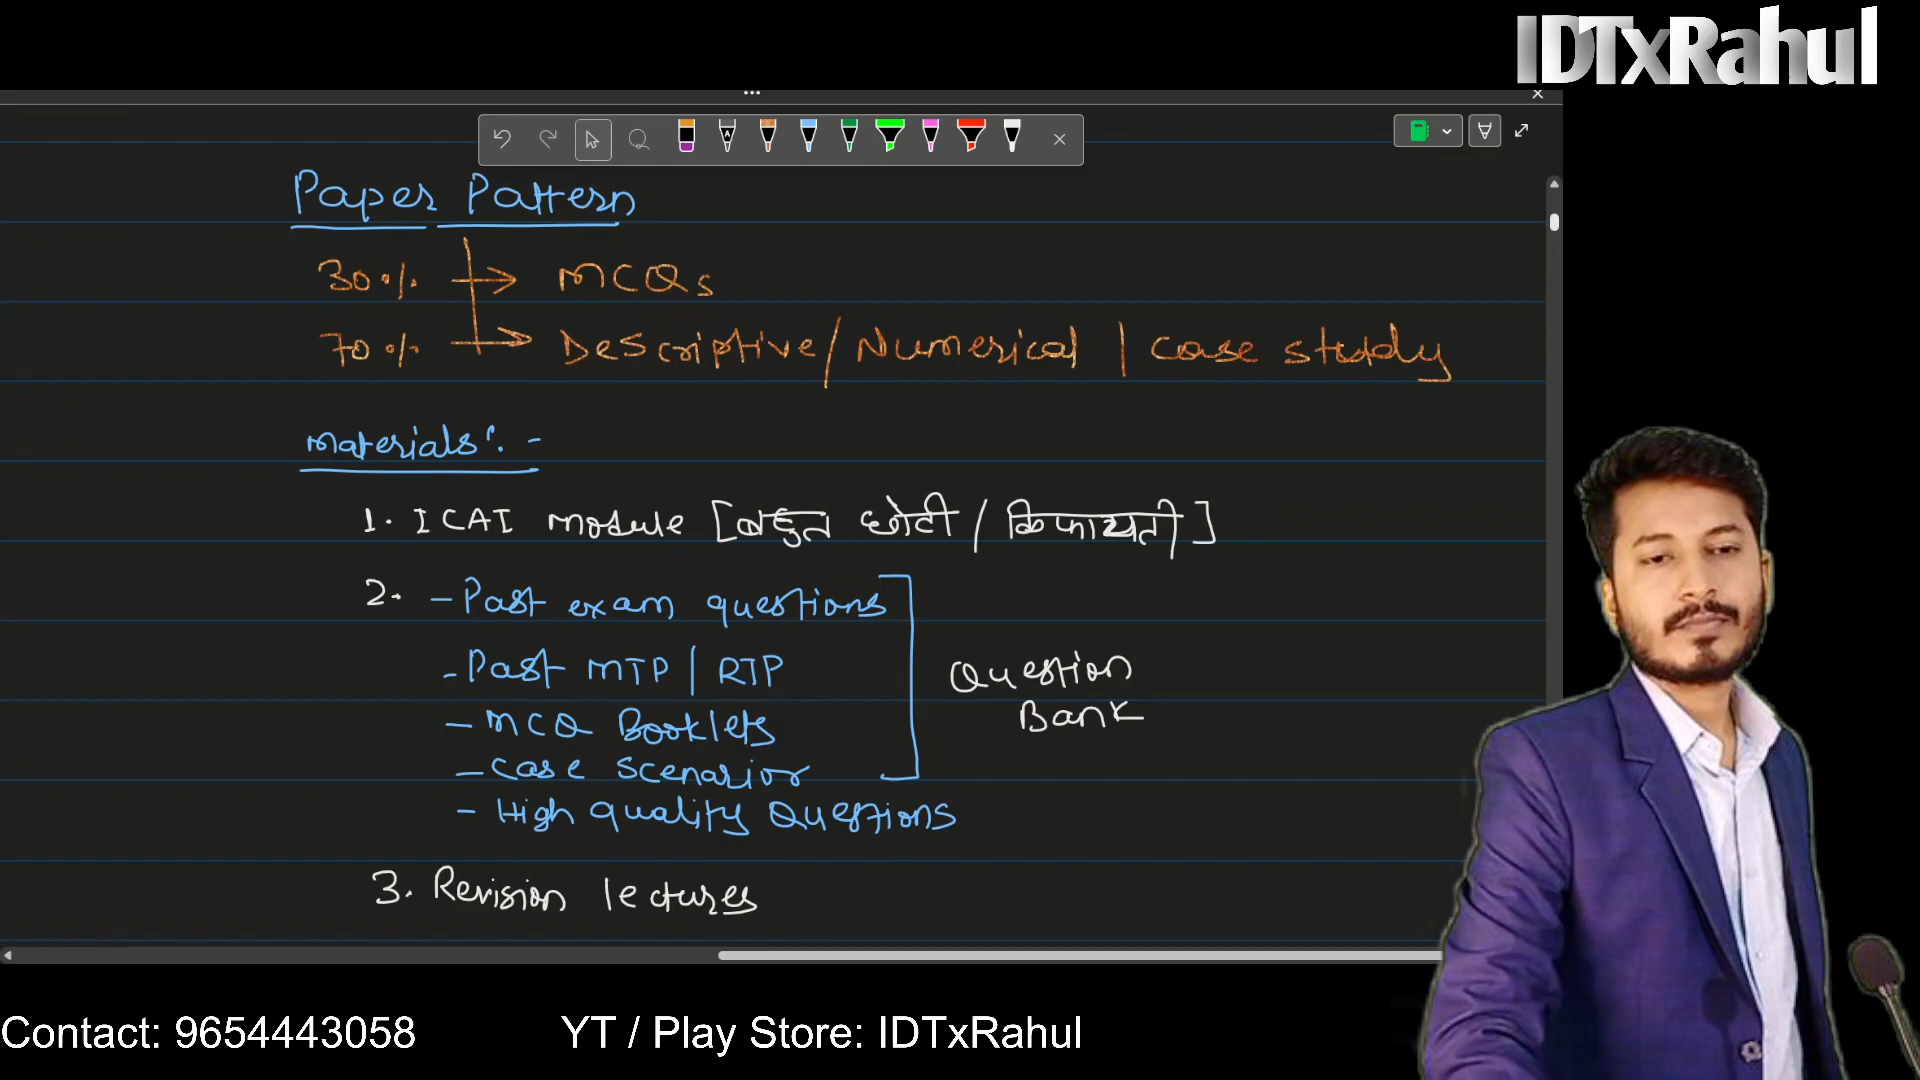 IDTxRahul
Paper Pattern
30% → MCQs
70% → Descriptive / Numerical | Case study
Materials :-
1. ICAI Module [बहुत छोटी / किफायती]
2. - Past exam questions
- Past MTP | RTP
- MCQ Booklets
- Case Scenarior
- High quality Questions
Question
Bank
3. Revision lectures
Contact: 9654443058 YT / Play Store: IDTxRahul